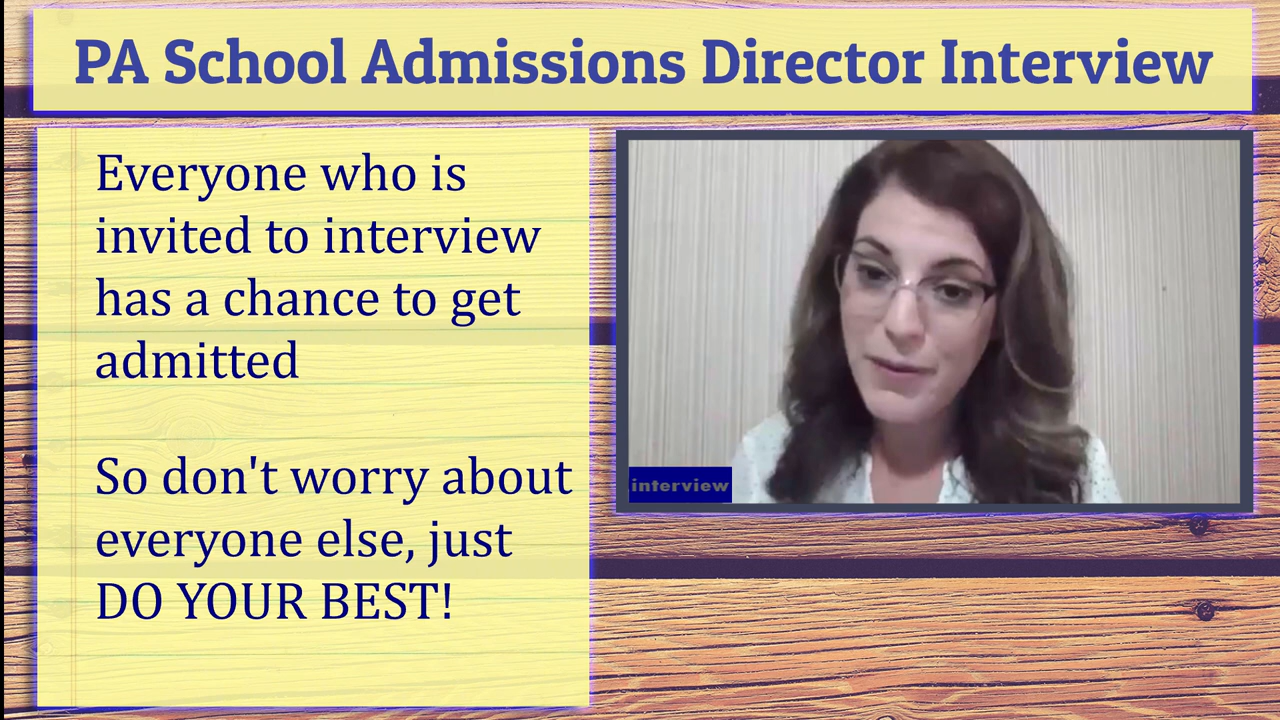 PA School Admissions Director Interview
Everyone who is
invited to interview
has a chance to get
admitted
So don't worry about
everyone else, just
DO YOUR BEST!
interview